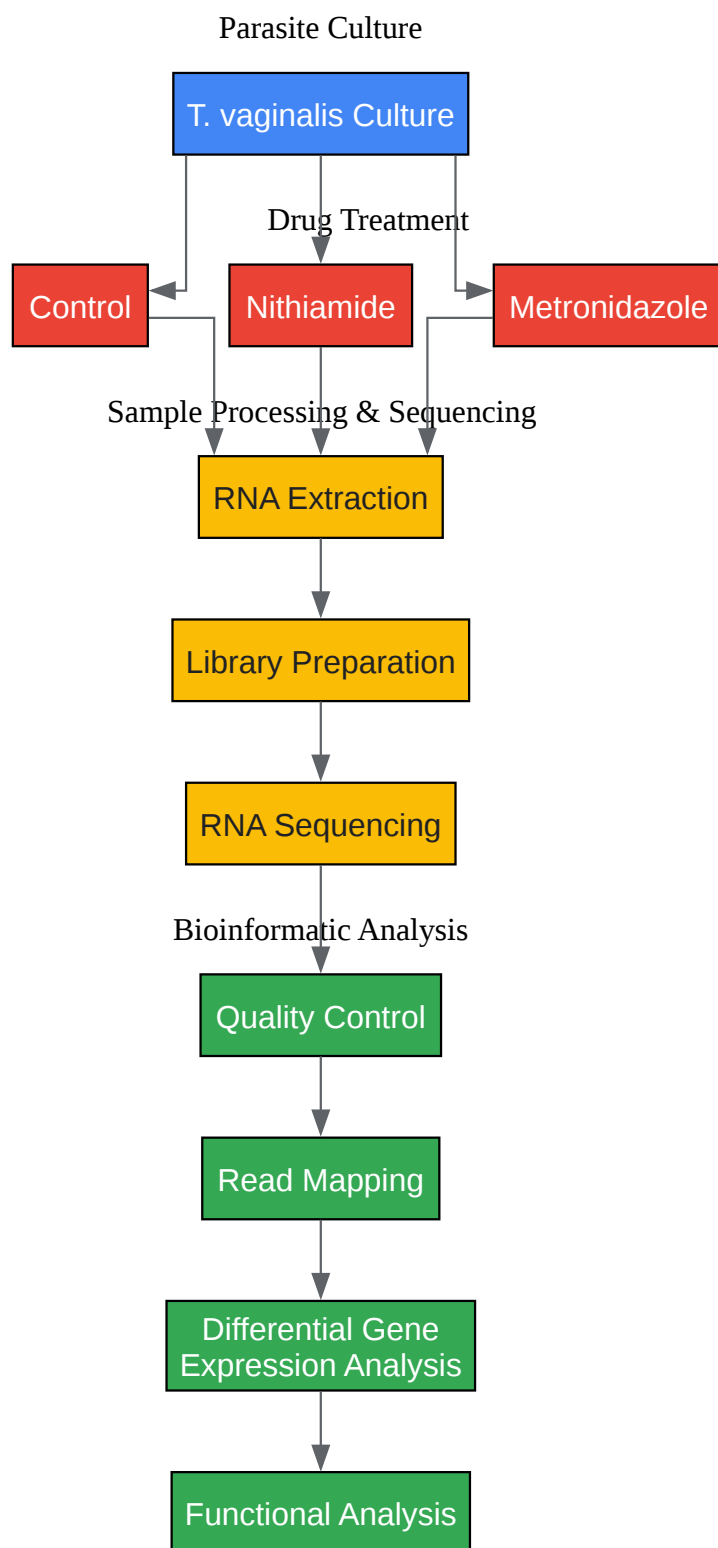 Parasite Culture
T. vaginalis Culture
Drug Treatment
Control
Nithiamide
Metronidazole
Sample Processing & Sequencing
RNA Extraction
Library Preparation
RNA Sequencing
Bioinformatic Analysis
Quality Control
Read Mapping
Differential Gene
Expression Analysis
Functional Analysis